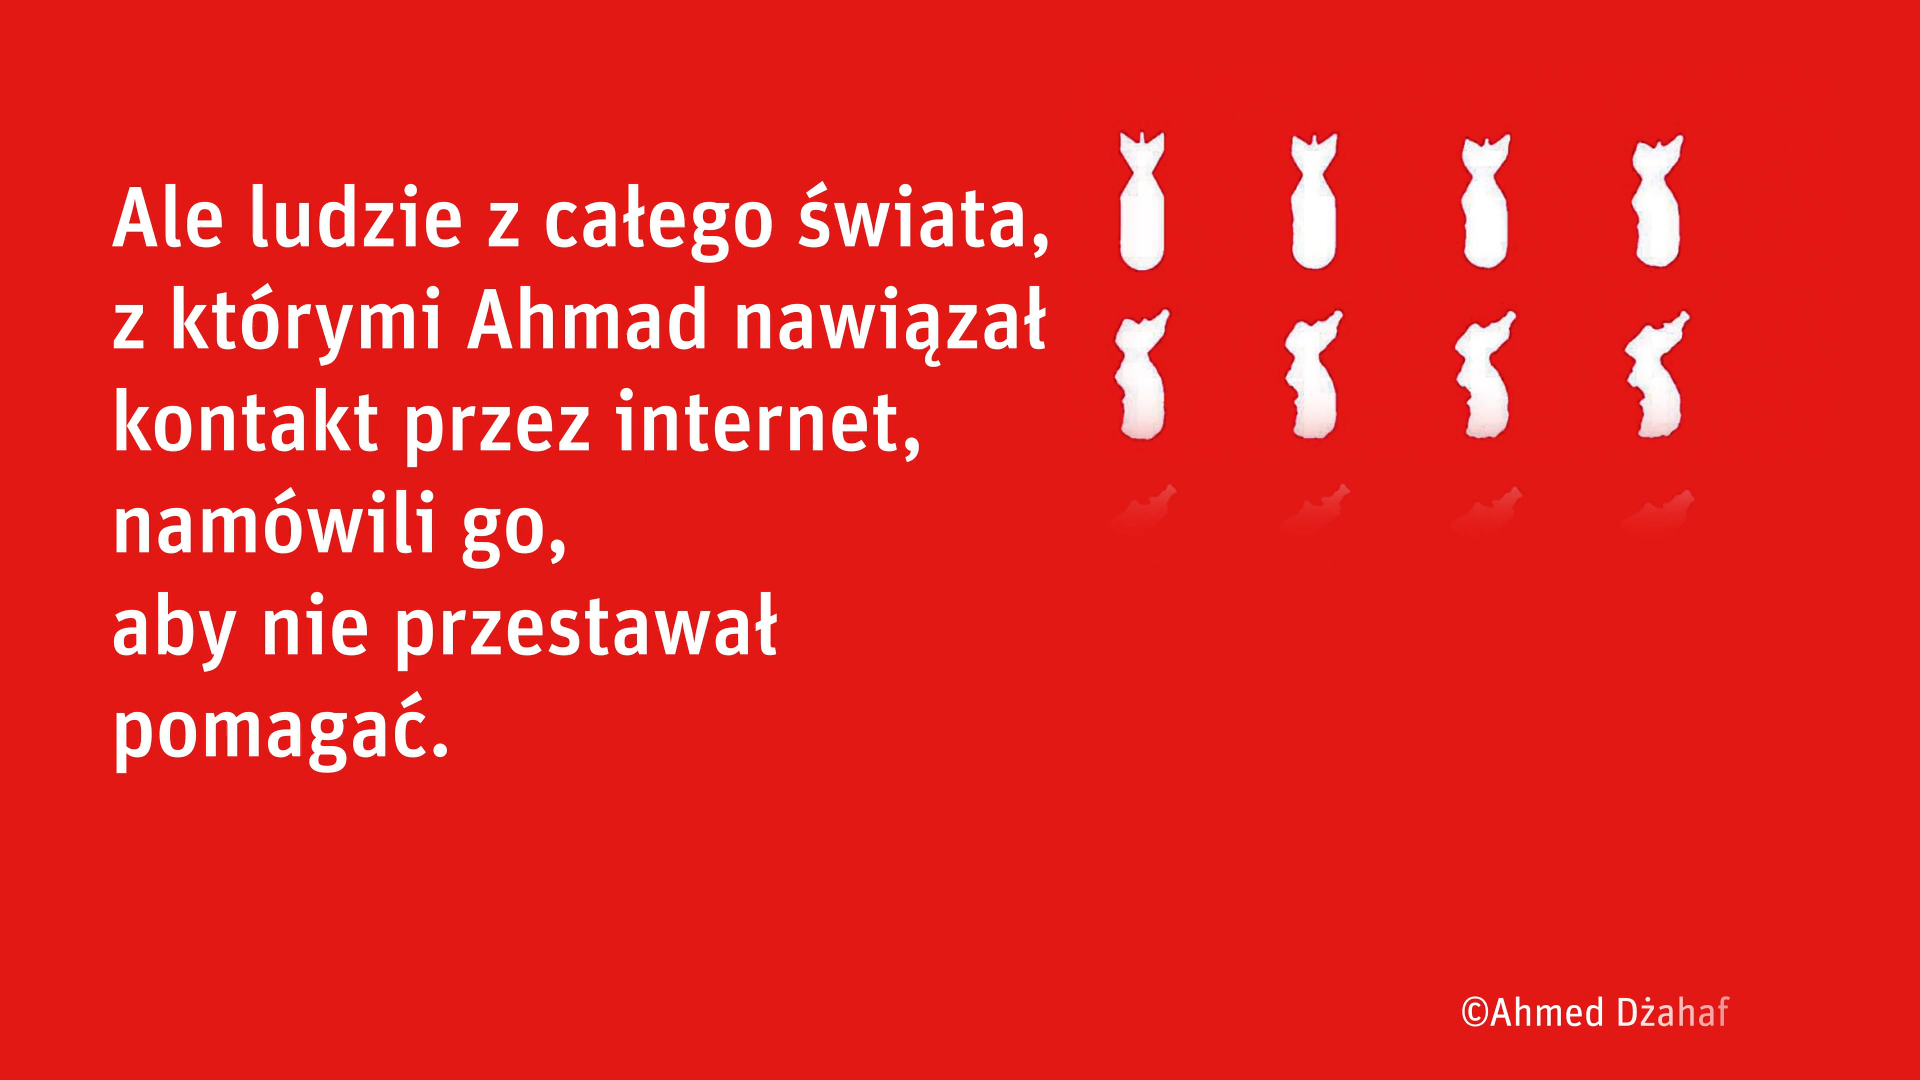 Ale ludzie z całego świata,
z którymi Ahmad nawiązał
kontakt przez internet,
namówili go,
aby nie przestawał
pomagać.
©Ahmed Dżahaf